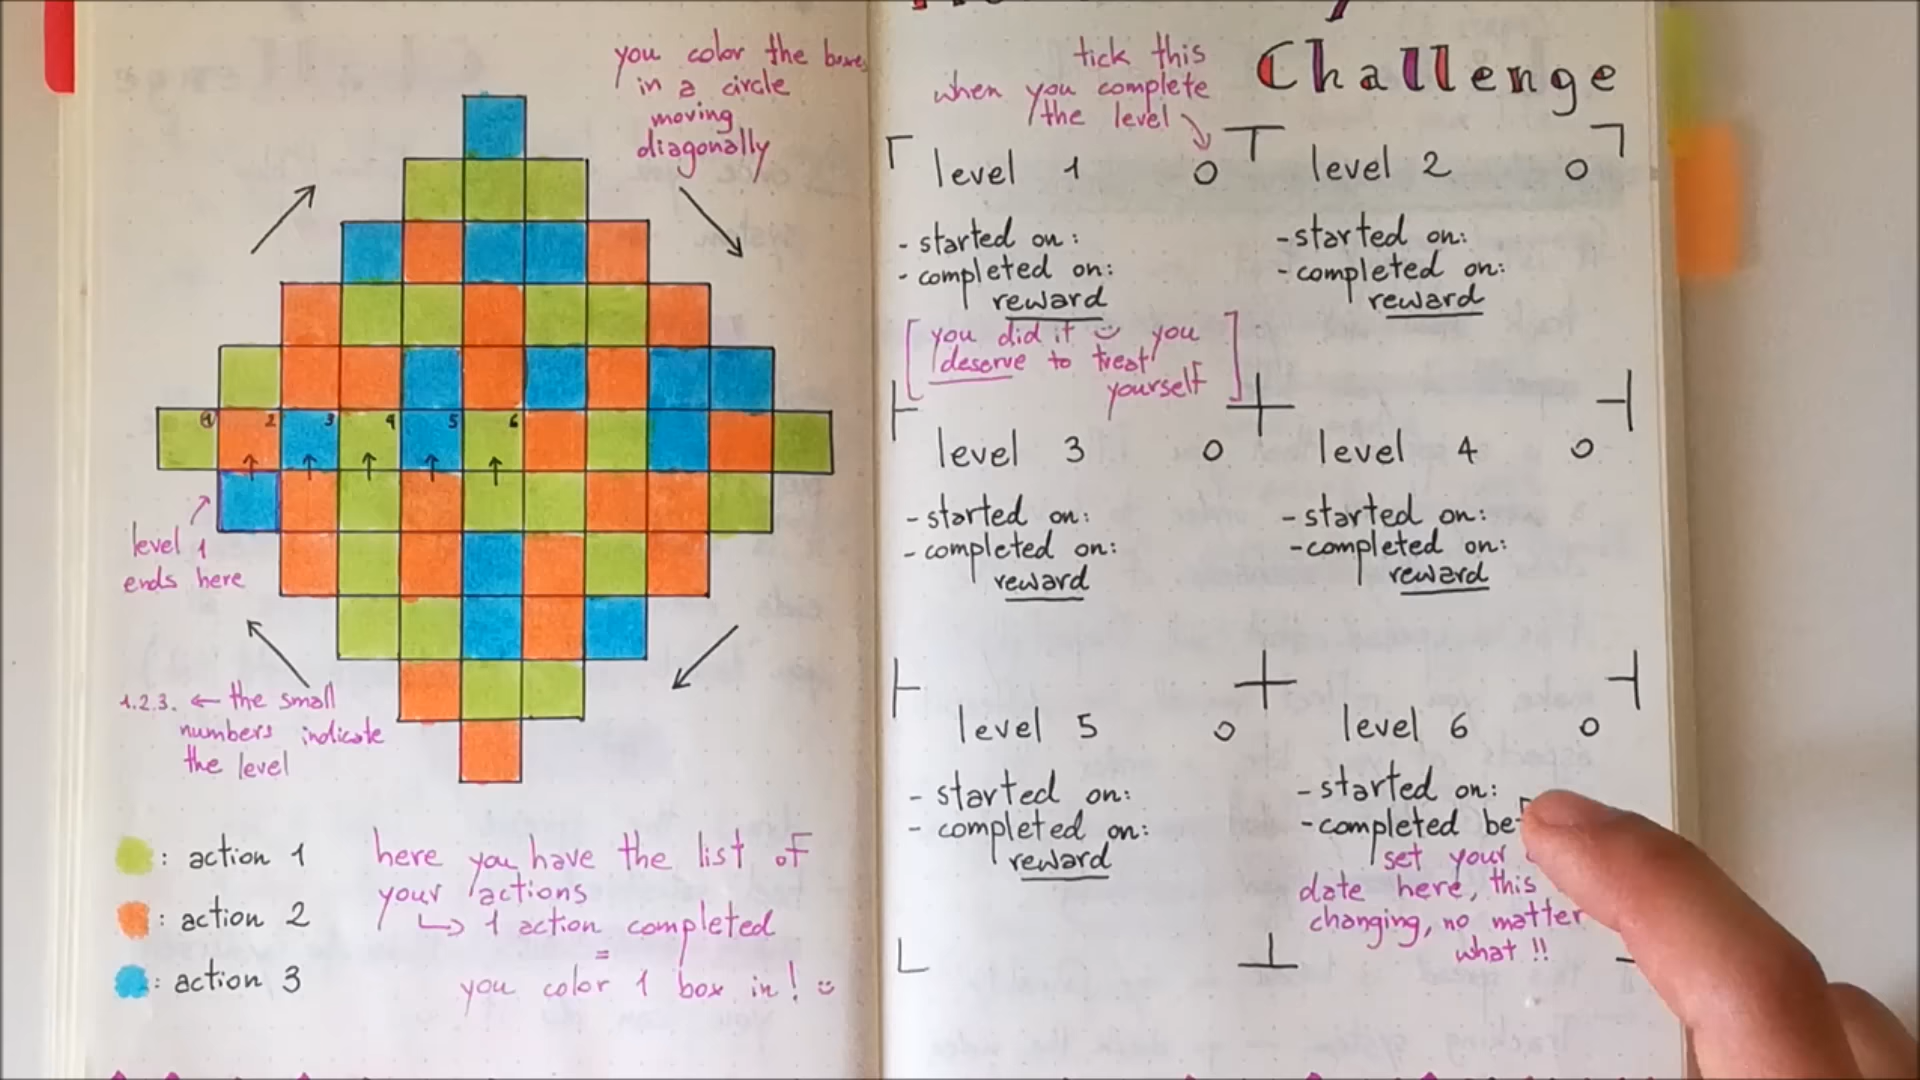 you color the boxes
in a circle
moving
diagonally
1 2 3 4 5 6
level 1
ends here
1.2.3. ← the small
numbers indicate
the level
: action 1
: action 2
: action 3
here you have the list of
your actions
↳ 1 action completed
=
you color 1 box in!
Challenge
tick this
when you complete
the level
level 1
- started on:
- completed on:
reward
you did it you
deserve to treat
yourself
level 2
- started on:
- completed on:
reward
level 3
- started on:
- completed on:
reward
level 4
- started on:
- completed on:
reward
level 5
- started on:
- completed on:
reward
level 6
- started on:
- completed
set your
date here, this
changing, no matter
what !!